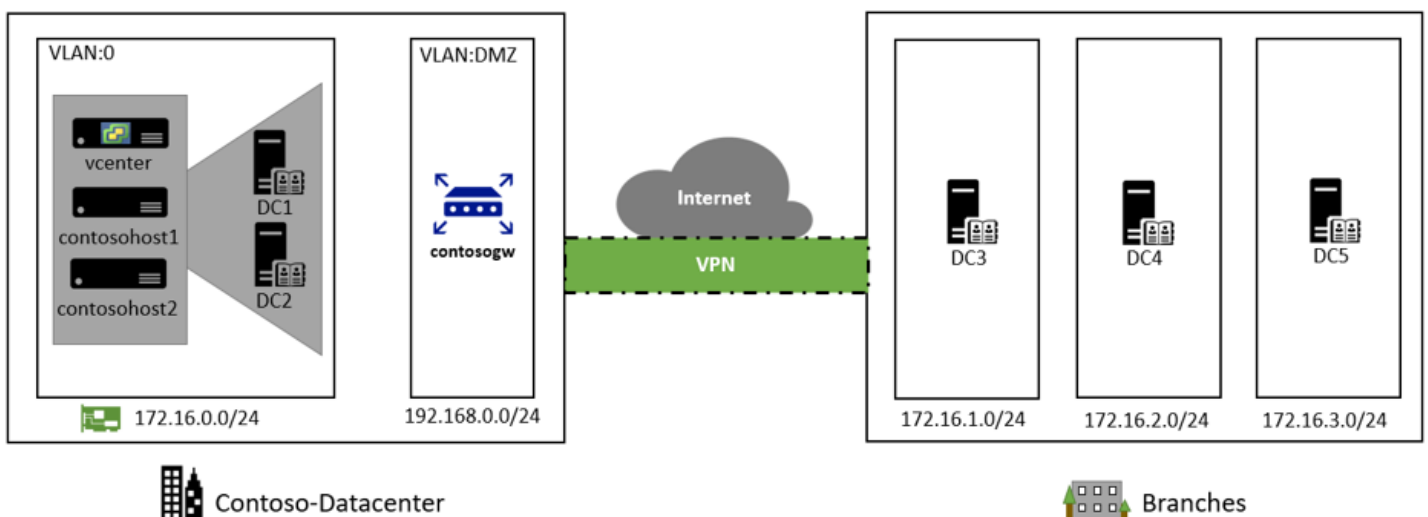 VLAN:0
vcenter
contosohost1
contosohost2
DC1
DC2
172.16.0.0/24
VLAN:DMZ
contosogw
192.168.0.0/24
Contoso-Datacenter
Internet
VPN
DC3
172.16.1.0/24
DC4
172.16.2.0/24
DC5
172.16.3.0/24
Branches